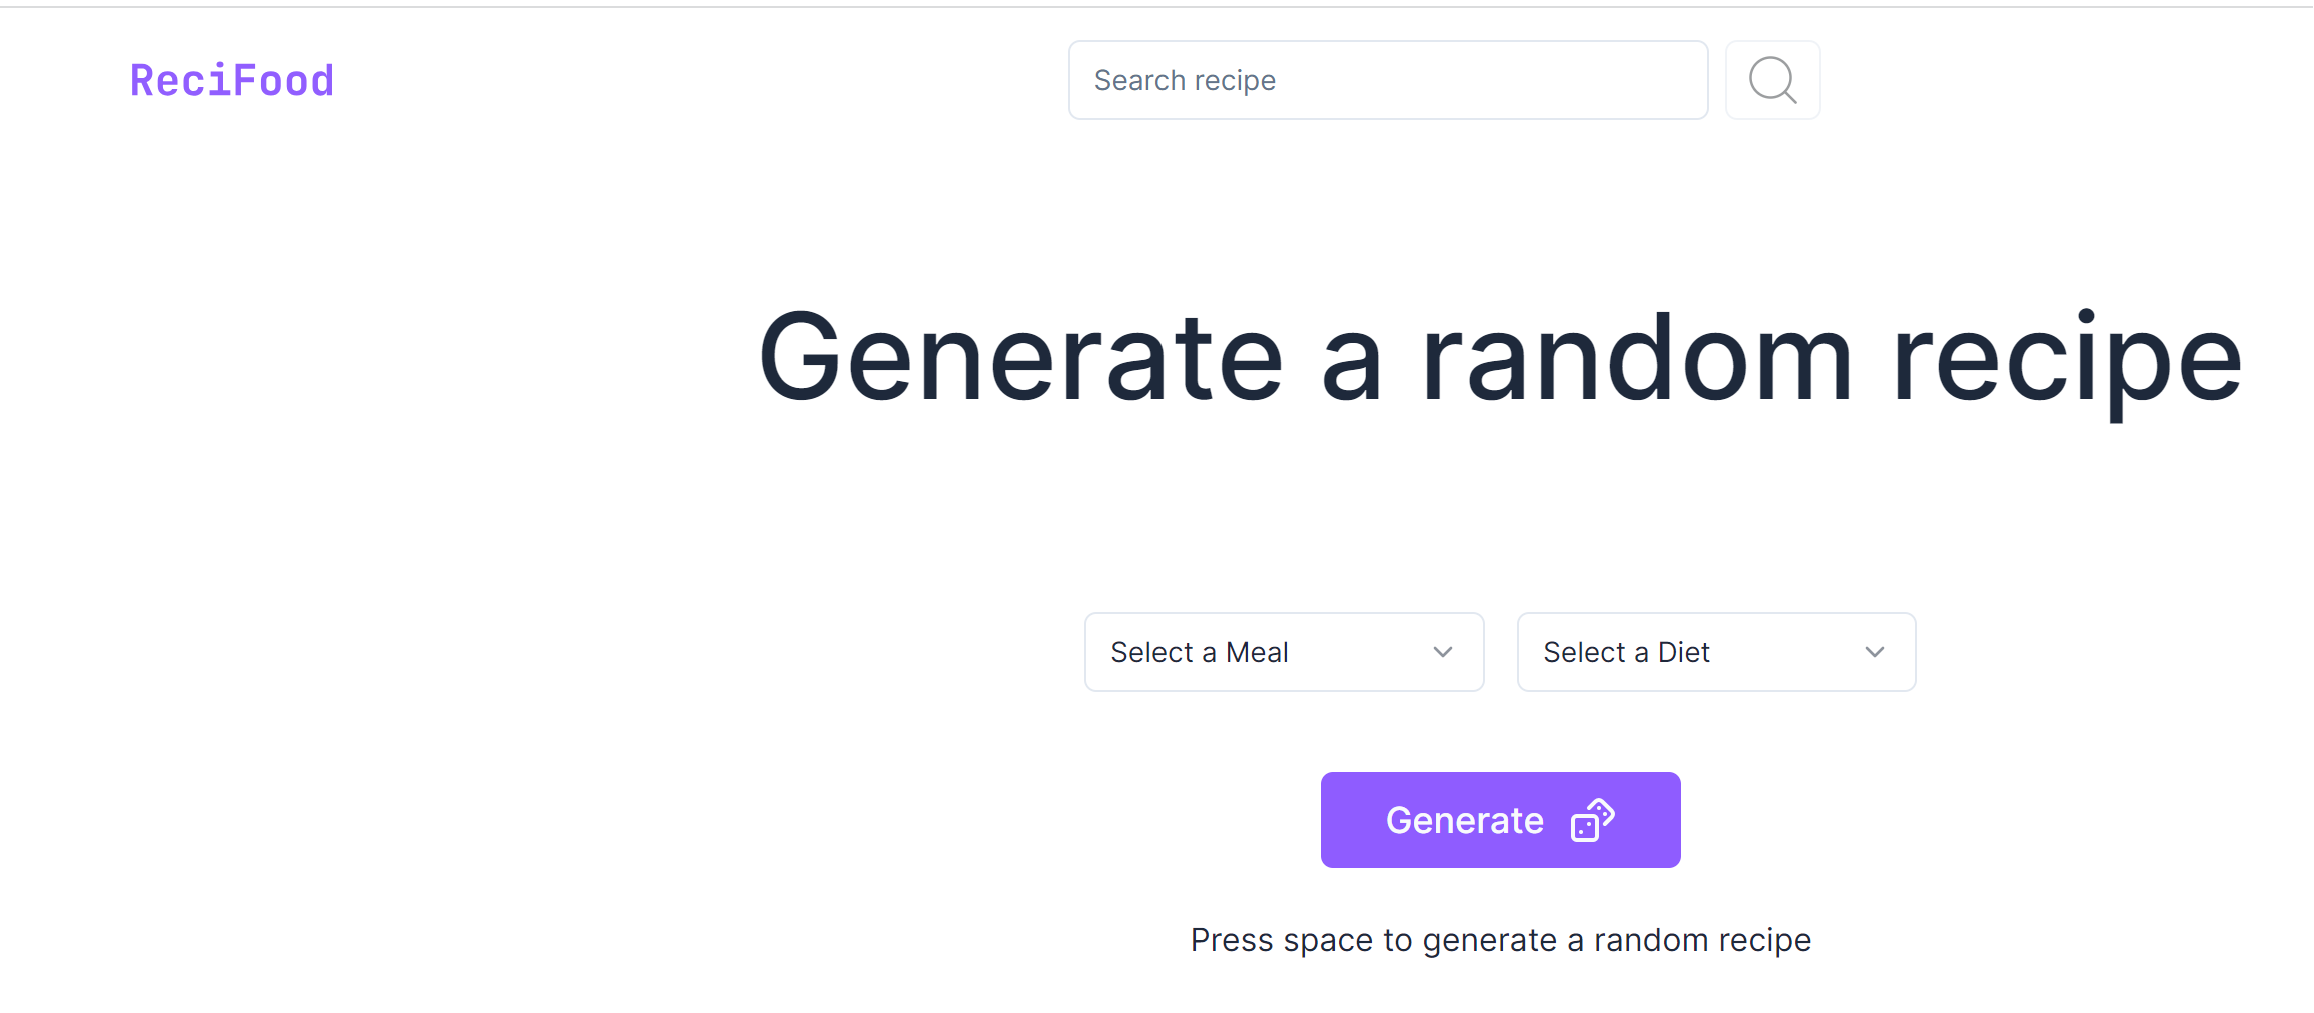 ReciFood
Search recipe
Generate a random recipe
Select a Meal
Select a Diet
Generate
Press space to generate a random recipe